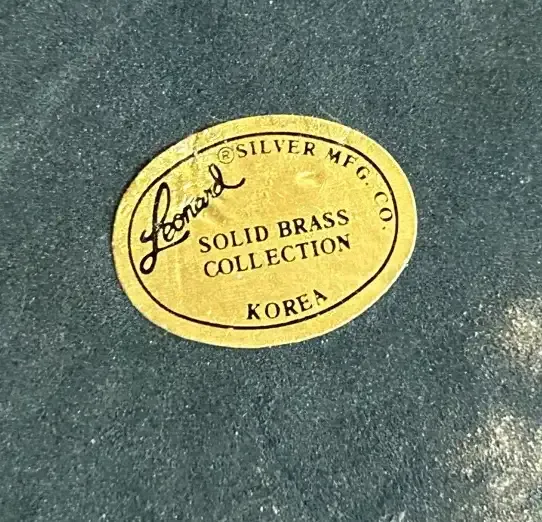 Leonard ® SILVER MFG. CO.
SOLID BRASS
COLLECTION
KOREA